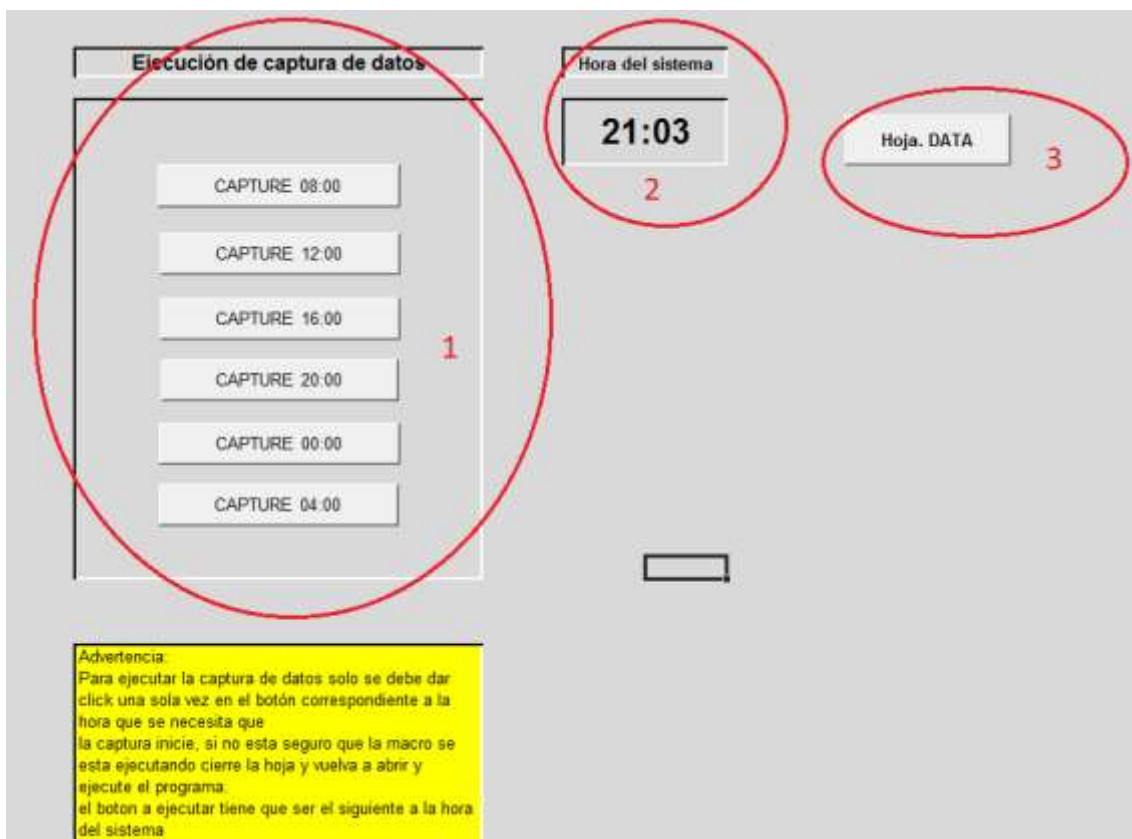 Ejecución de captura de datos
Hora del sistema
21:03
Hoja. DATA
3
2
CAPTURE 08:00
CAPTURE 12:00
CAPTURE 16:00
1
CAPTURE 20:00
CAPTURE 00:00
CAPTURE 04:00
Advertencia:
Para ejecutar la captura de datos solo se debe dar
click una sola vez en el botón correspondiente a la
hora que se necesita que
la captura inicie, si no esta seguro que la macro se
esta ejecutando cierre la hoja y vuelva a abrir y
ejecute el programa:
el boton a ejecutar tiene que ser el siguiente a la hora
del sistema